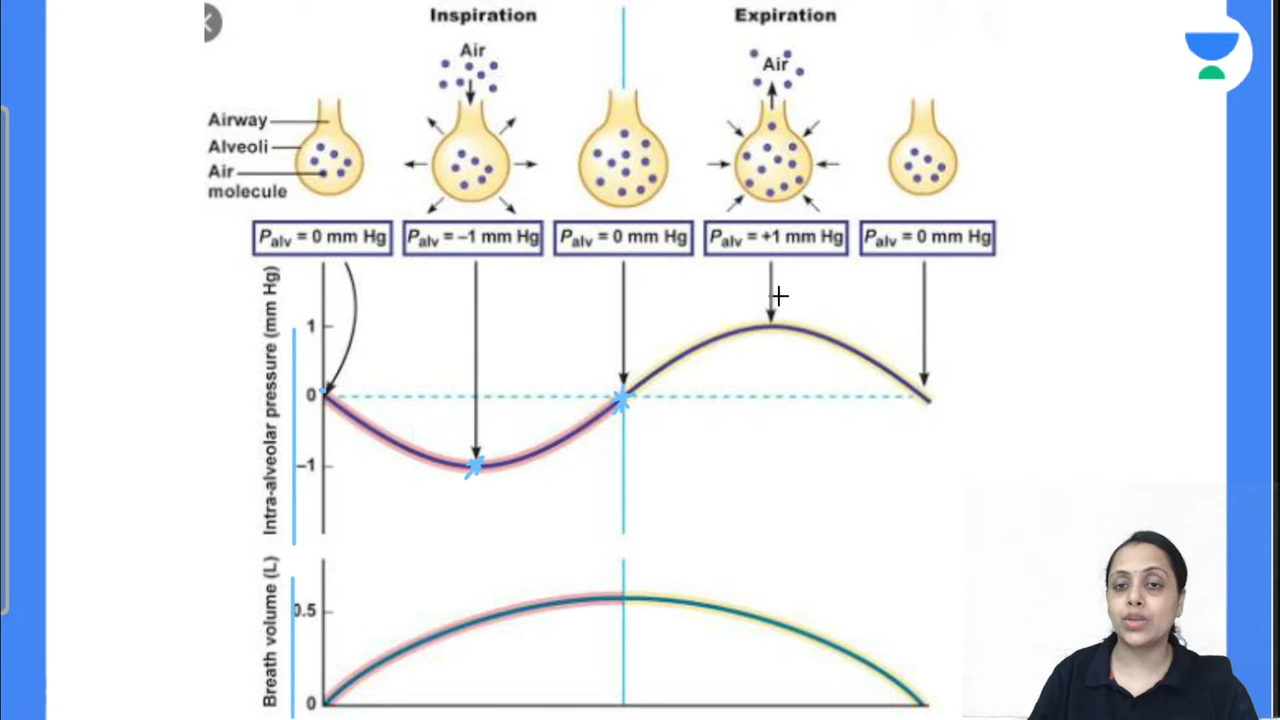 Inspiration
Expiration
Air
Air
Airway
Alveoli
Air
molecule
Palv = 0 mm Hg
Palv = –1 mm Hg
Palv = 0 mm Hg
Palv = +1 mm Hg
Palv = 0 mm Hg
Intra-alveolar pressure (mm Hg)
1
0
–1
Breath volume (L)
0.5
0